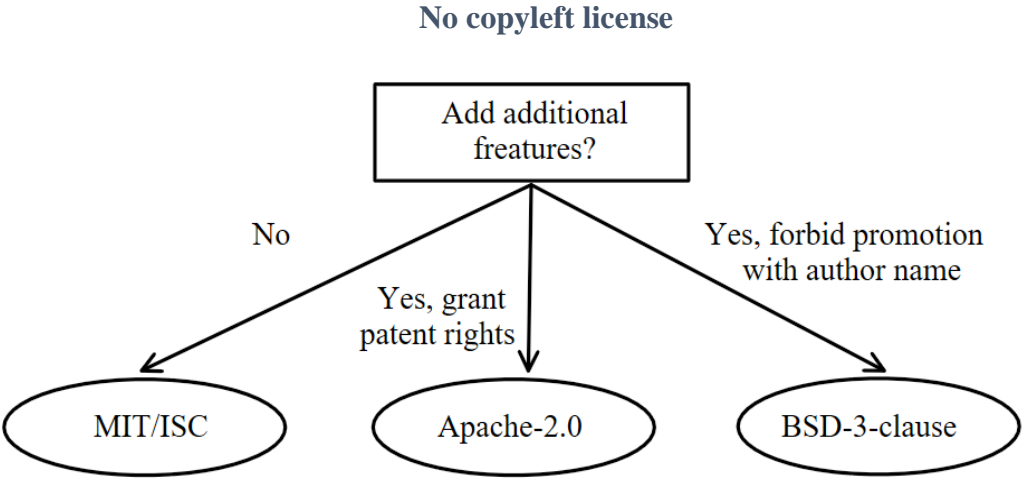 No copyleft license
Add additional
freatures?
No
Yes, forbid promotion
with author name
Yes, grant
patent rights
MIT/ISC
Apache-2.0
BSD-3-clause